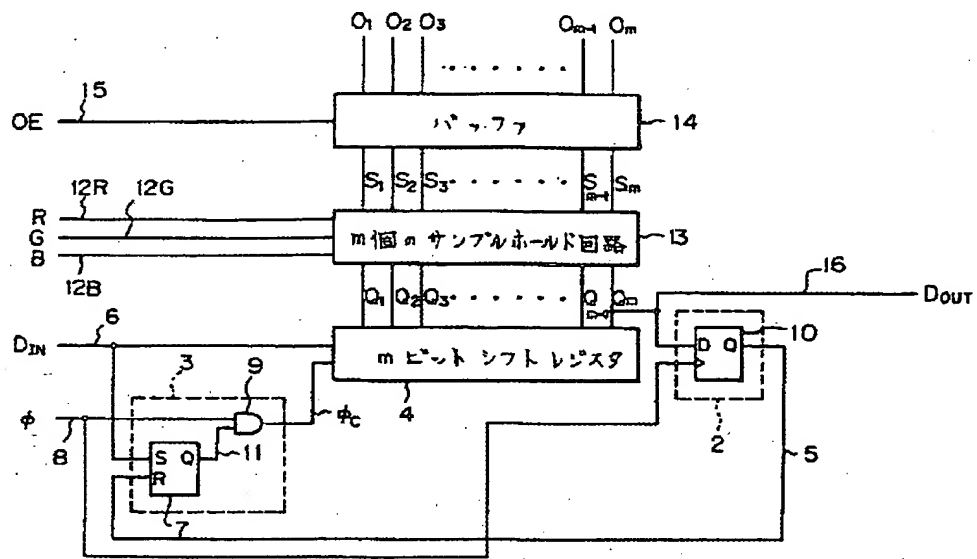 O1 O2 O3 ・・・・・・ Om-1 Om
15
OE
バッファ
14
S1 S2 S3 ・・・・・・ Sm-1 Sm
12R 12G
R
G
B
m個のサンプルホールド回路
13
12B
Q1 Q2 Q3 ・・・・・・ Qm-1 Qm
16
DOUT
DIN
6
mビットシフトレジスタ
10
D Q
3
9
4
2
φ
8
φC
11
5
S Q
R
7